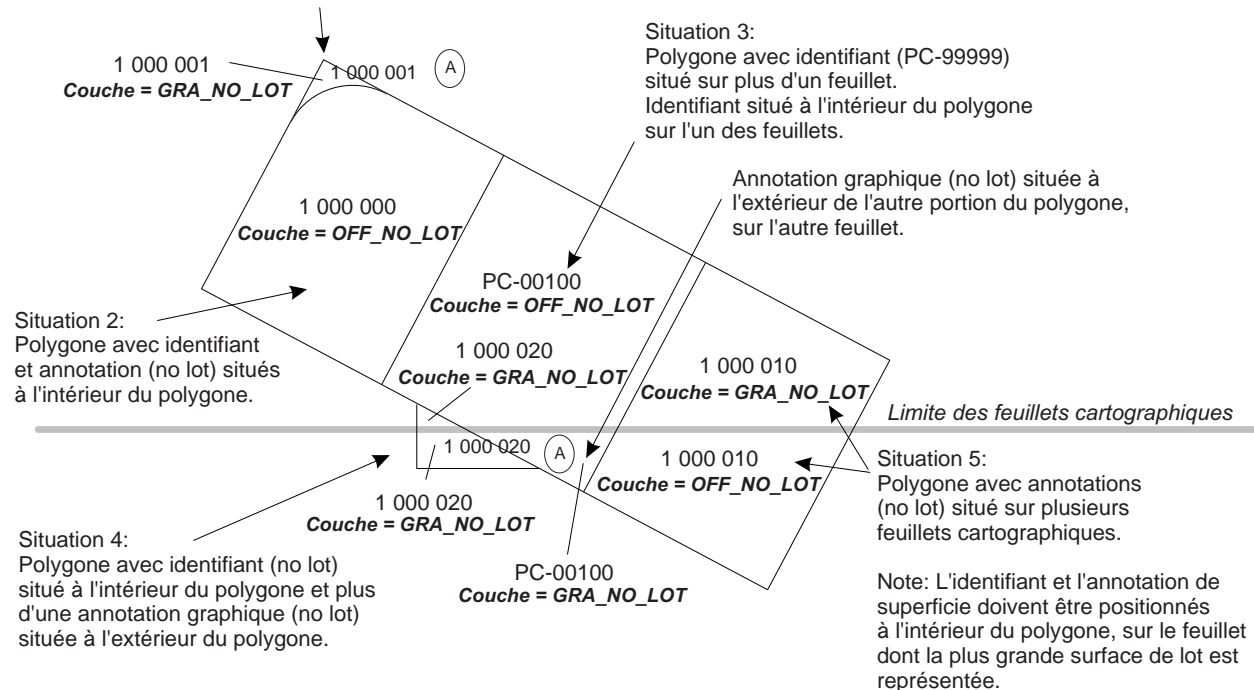 1 000 001
Couche = GRA_NO_LOT
1 000 001
A
Situation 3:
Polygone avec identifiant (PC-99999)
situé sur plus d'un feuillet.
Identifiant situé à l'intérieur du polygone
sur l'un des feuillets.
Annotation graphique (no lot) située à
l'extérieur de l'autre portion du polygone,
sur l'autre feuillet.
1 000 000
Couche = OFF_NO_LOT
PC-00100
Couche = OFF_NO_LOT
Situation 2:
Polygone avec identifiant
et annotation (no lot) situés
à l'intérieur du polygone.
1 000 020
Couche = GRA_NO_LOT
1 000 010
Couche = GRA_NO_LOT
Limite des feuillets cartographiques
1 000 020
A
1 000 010
Couche = OFF_NO_LOT
Situation 5:
Polygone avec annotations
(no lot) situé sur plusieurs
feuillets cartographiques.
1 000 020
Couche = GRA_NO_LOT
Situation 4:
Polygone avec identifiant (no lot)
situé à l'intérieur du polygone et plus
d'une annotation graphique (no lot)
située à l'extérieur du polygone.
PC-00100
Couche = GRA_NO_LOT
Note: L'identifiant et l'annotation de
superficie doivent être positionnés
à l'intérieur du polygone, sur le feuillet
dont la plus grande surface de lot est
représentée.